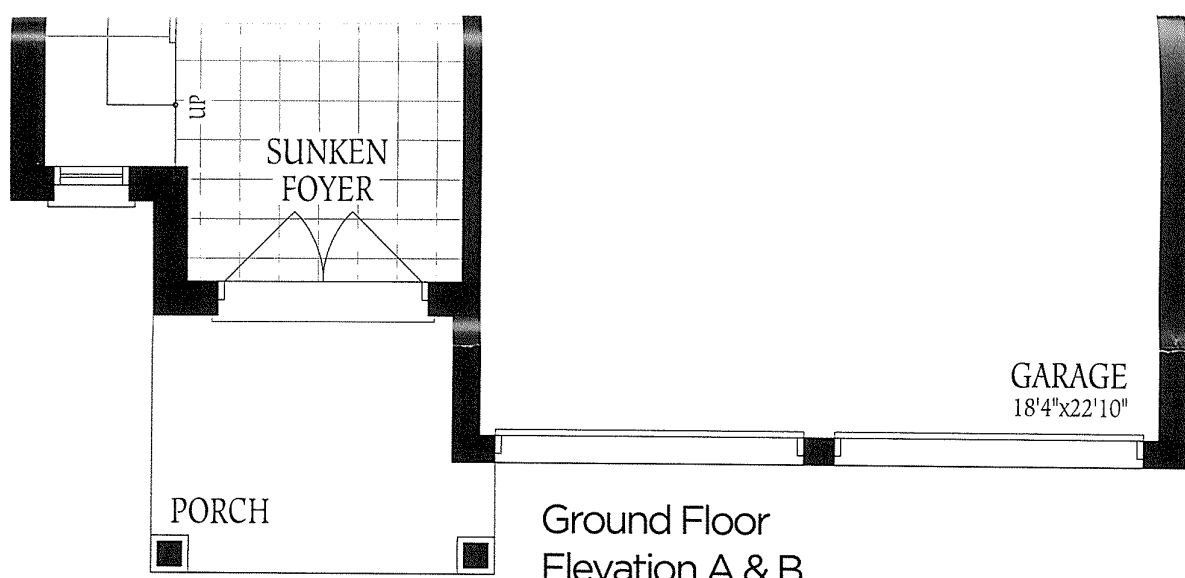 UP
SUNKEN
FOYER
GARAGE
18'4"x22'10"
PORCH
Ground Floor
Elevation A & B